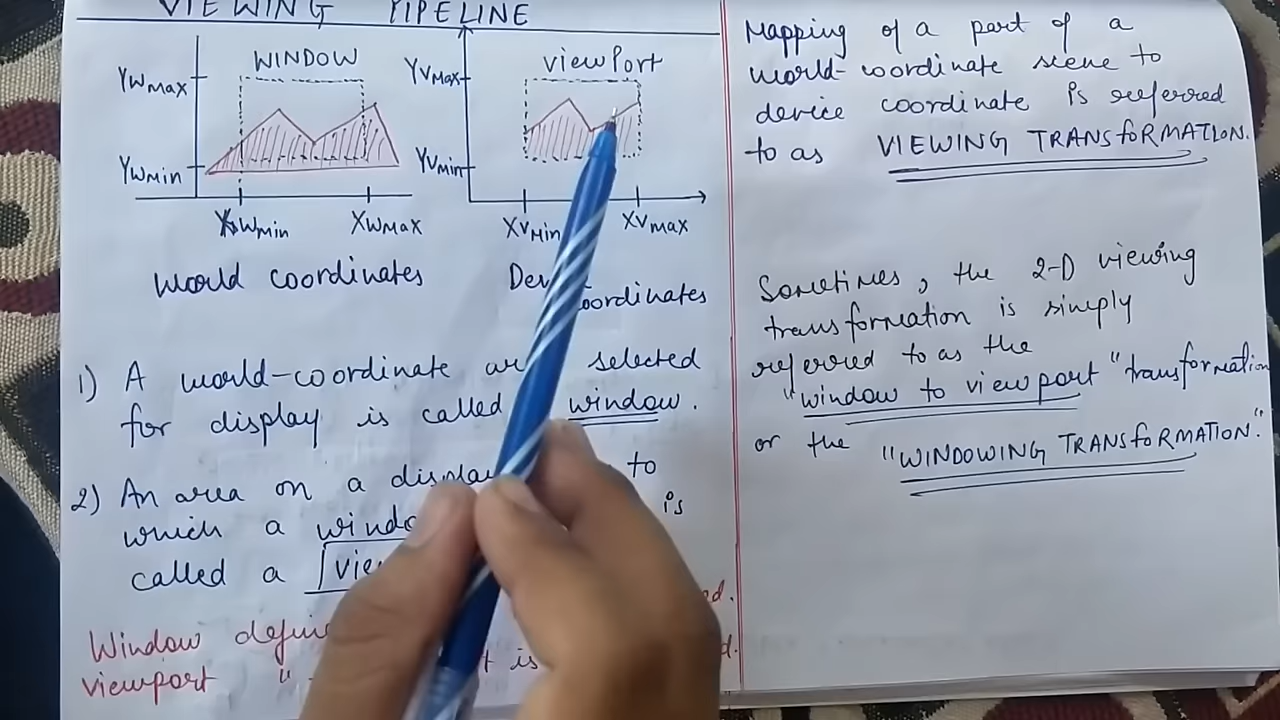 VIEWING PIPELINE
WINDOW
YWMax
YWMin
XWMin
XWMax
World coordinates
viewPort
YVMax
YVMin
XVMin
XVMax
coordinates
1) A world-coordinate selected
for display is called window.
2) An area on a display to
which a is
called a
Window
viewport " is
Mapping of a part of a
world-coordinate scene to
device coordinate is referred
to as VIEWING TRANSfoRMATION.
Sometimes, the 2-D viewing
transformation is simply
referred to as the
"window to viewport "transformation
or the "WINDOWING TRANSfoRMATION."